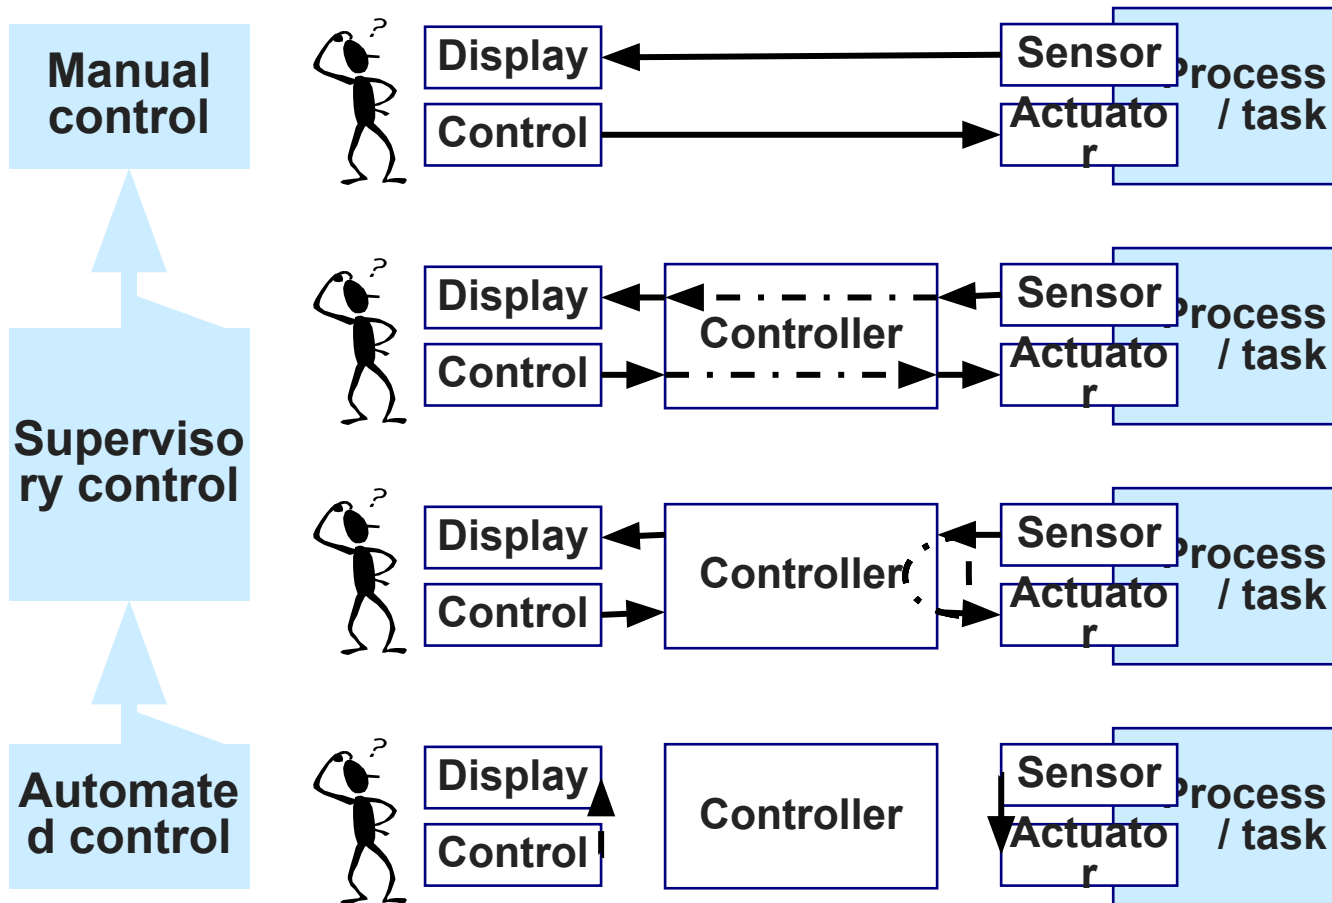 Manual
control
?
Display
Control
Sensor
Actuato
r
Process
/ task
Superviso
ry control
?
Display
Control
Controller
Sensor
Actuato
r
Process
/ task
?
Display
Control
Controller
Sensor
Actuato
r
Process
/ task
Automate
d control
?
Display
Control
Controller
Sensor
Actuato
r
Process
/ task